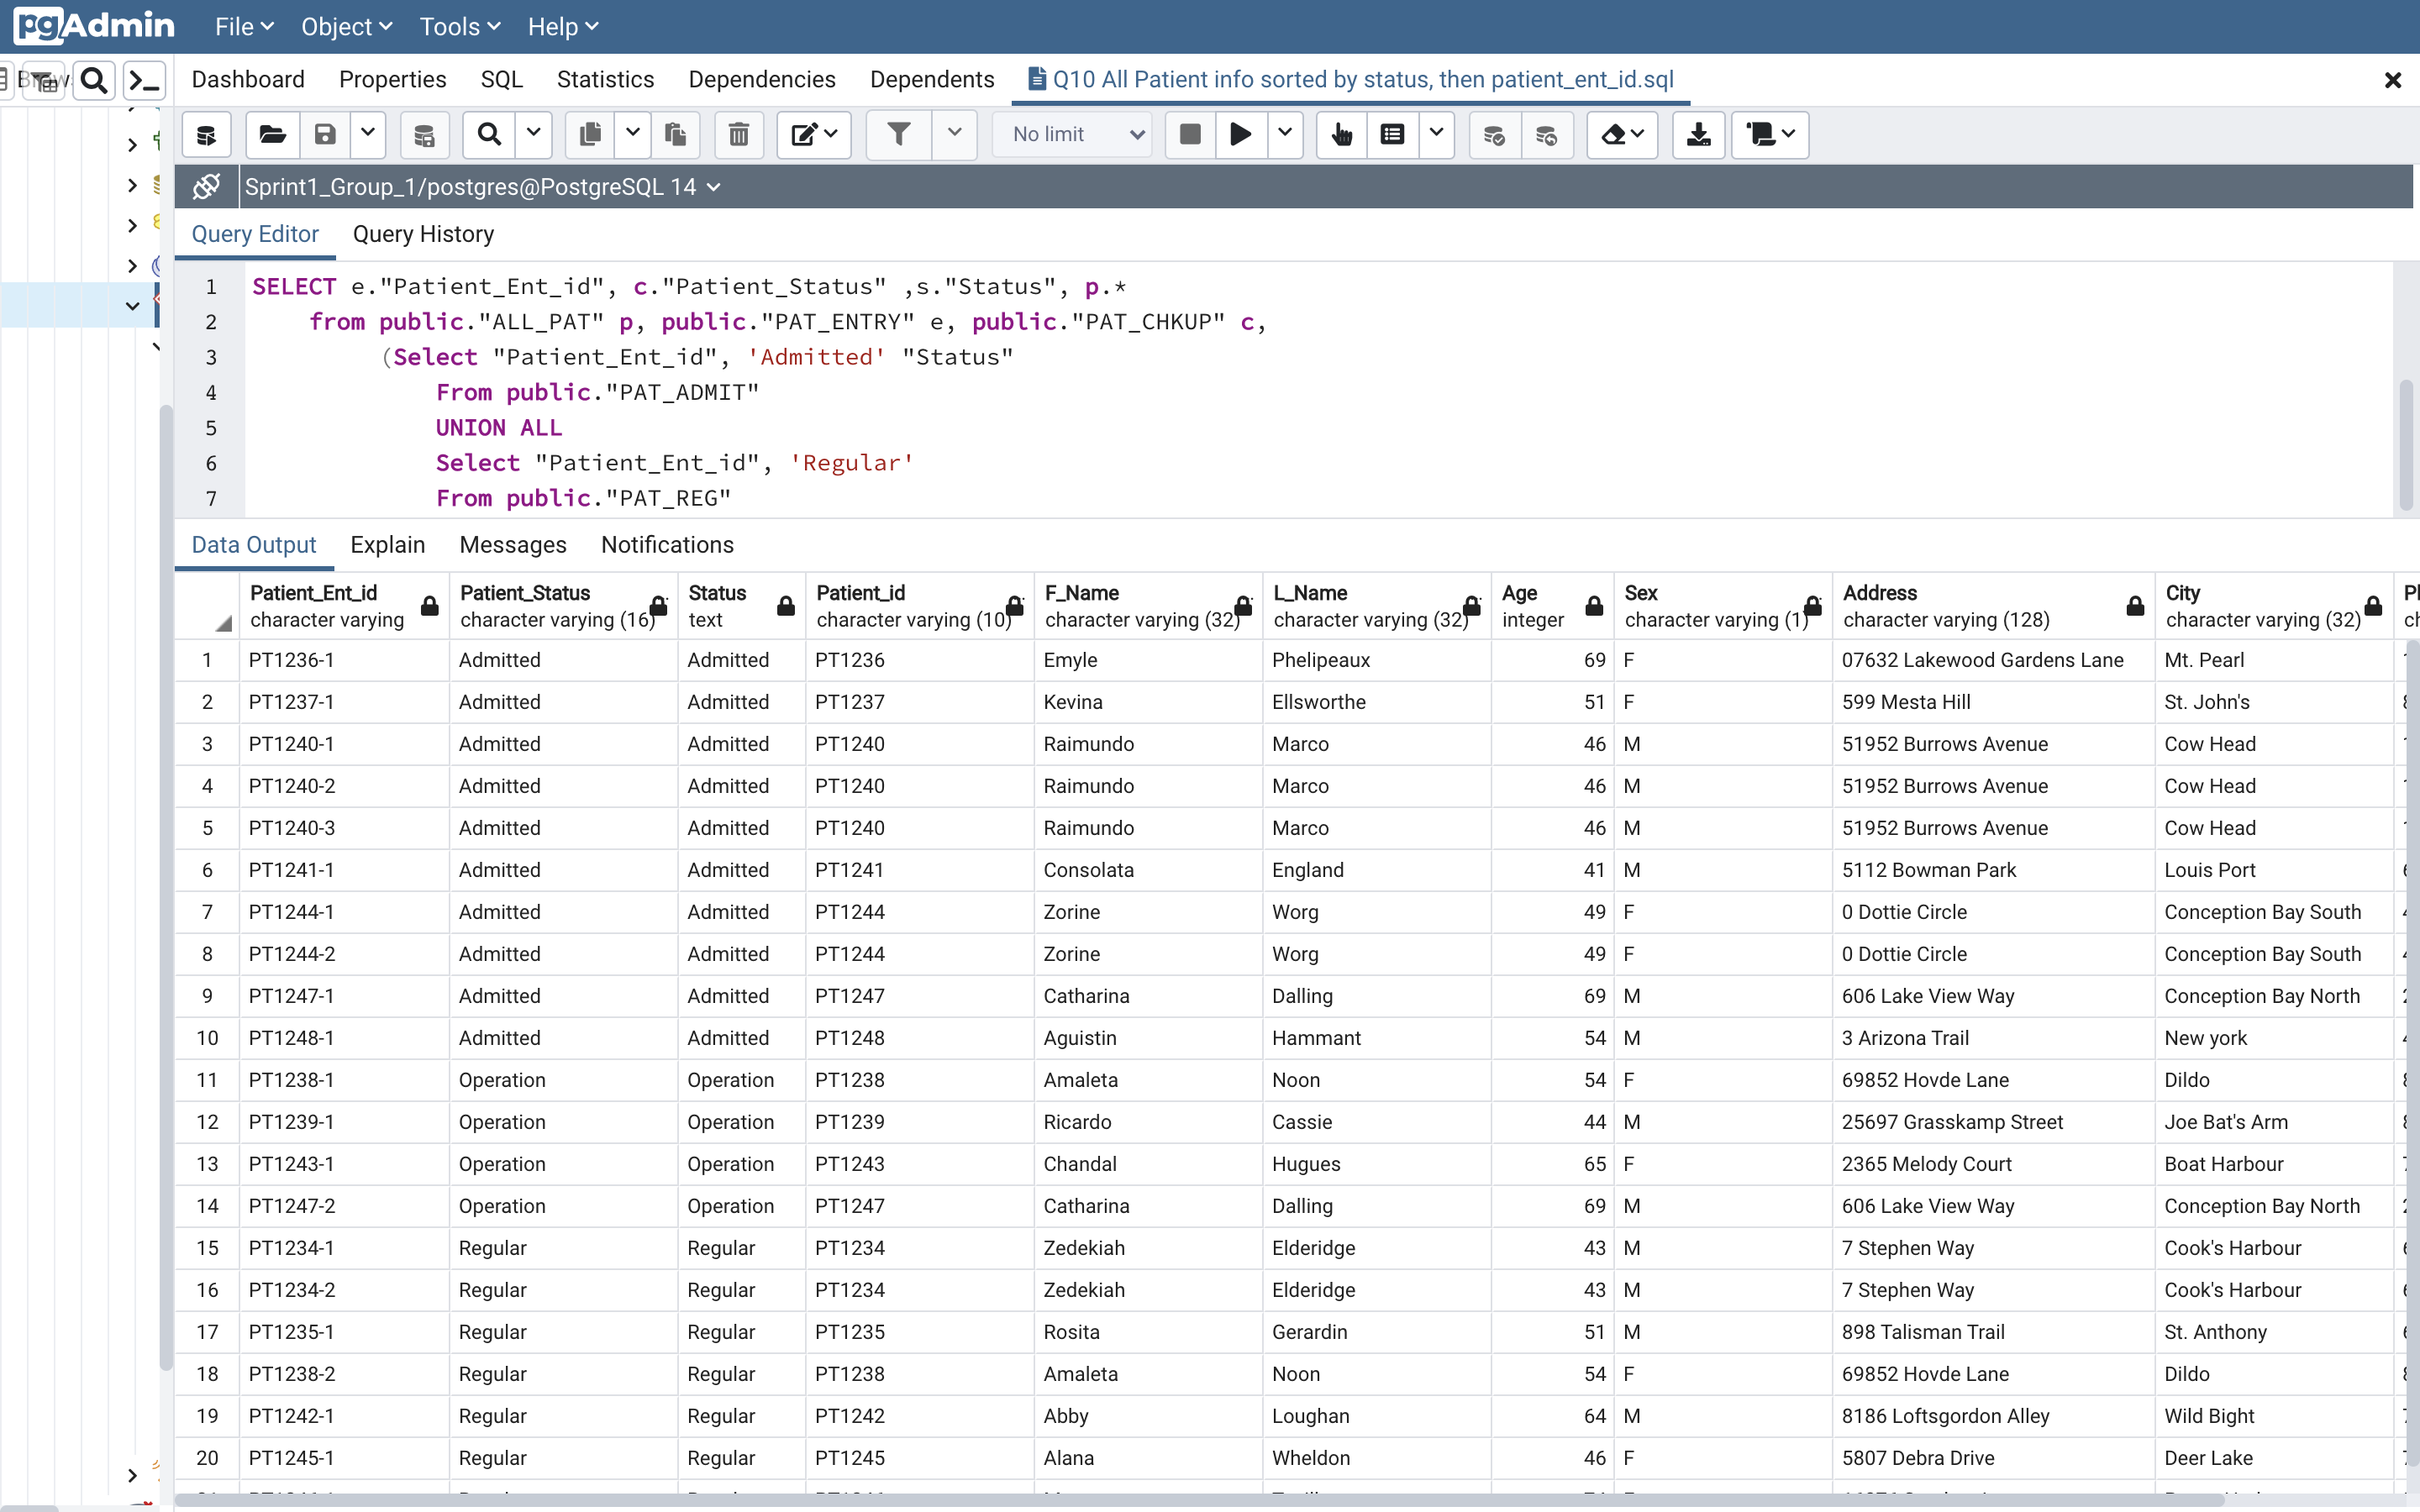 pgAdmin File Object Tools Help
Dashboard Properties SQL Statistics Dependencies Dependents Q10 All Patient info sorted by status, then patient_ent_id.sql
No limit
Sprint1_Group_1/postgres@PostgreSQL 14
Query Editor Query History
1 SELECT e."Patient_Ent_id", c."Patient_Status" ,s."Status", p.*
2 from public."ALL_PAT" p, public."PAT_ENTRY" e, public."PAT_CHKUP" c,
3 (Select "Patient_Ent_id", 'Admitted' "Status"
4 From public."PAT_ADMIT"
5 UNION ALL
6 Select "Patient_Ent_id", 'Regular'
7 From public."PAT_REG"
Data Output Explain Messages Notifications
Patient_Ent_id Patient_Status Status Patient_id F_Name L_Name Age Sex Address City
character varying character varying (16) text character varying (10) character varying (32) character varying (32) integer character varying (1) character varying (128) character varying (32)
1 PT1236-1 Admitted Admitted PT1236 Emyle Phelipeaux 69 F 07632 Lakewood Gardens Lane Mt. Pearl
2 PT1237-1 Admitted Admitted PT1237 Kevina Ellsworthe 51 F 599 Mesta Hill St. John's
3 PT1240-1 Admitted Admitted PT1240 Raimundo Marco 46 M 51952 Burrows Avenue Cow Head
4 PT1240-2 Admitted Admitted PT1240 Raimundo Marco 46 M 51952 Burrows Avenue Cow Head
5 PT1240-3 Admitted Admitted PT1240 Raimundo Marco 46 M 51952 Burrows Avenue Cow Head
6 PT1241-1 Admitted Admitted PT1241 Consolata England 41 M 5112 Bowman Park Louis Port
7 PT1244-1 Admitted Admitted PT1244 Zorine Worg 49 F 0 Dottie Circle Conception Bay South
8 PT1244-2 Admitted Admitted PT1244 Zorine Worg 49 F 0 Dottie Circle Conception Bay South
9 PT1247-1 Admitted Admitted PT1247 Catharina Dalling 69 M 606 Lake View Way Conception Bay North
10 PT1248-1 Admitted Admitted PT1248 Aguistin Hammant 54 M 3 Arizona Trail New york
11 PT1238-1 Operation Operation PT1238 Amaleta Noon 54 F 69852 Hovde Lane Dildo
12 PT1239-1 Operation Operation PT1239 Ricardo Cassie 44 M 25697 Grasskamp Street Joe Bat's Arm
13 PT1243-1 Operation Operation PT1243 Chandal Hugues 65 F 2365 Melody Court Boat Harbour
14 PT1247-2 Operation Operation PT1247 Catharina Dalling 69 M 606 Lake View Way Conception Bay North
15 PT1234-1 Regular Regular PT1234 Zedekiah Elderidge 43 M 7 Stephen Way Cook's Harbour
16 PT1234-2 Regular Regular PT1234 Zedekiah Elderidge 43 M 7 Stephen Way Cook's Harbour
17 PT1235-1 Regular Regular PT1235 Rosita Gerardin 51 M 898 Talisman Trail St. Anthony
18 PT1238-2 Regular Regular PT1238 Amaleta Noon 54 F 69852 Hovde Lane Dildo
19 PT1242-1 Regular Regular PT1242 Abby Loughan 64 M 8186 Loftsgordon Alley Wild Bight
20 PT1245-1 Regular Regular PT1245 Alana Wheldon 46 F 5807 Debra Drive Deer Lake